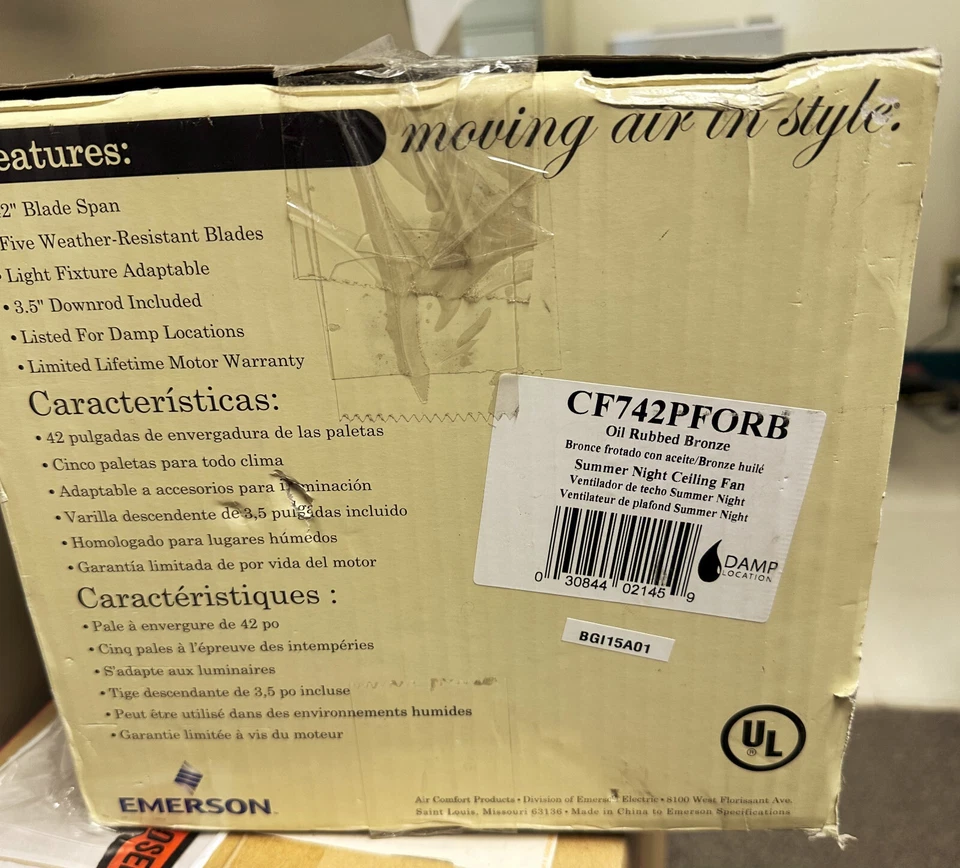 eatures:
moving air in style.
2" Blade Span
Five Weather-Resistant Blades
• Light Fixture Adaptable
• 3.5" Downrod Included
• Listed For Damp Locations
• Limited Lifetime Motor Warranty
Características:
• 42 pulgadas de envergadura de las paletas
• Cinco paletas para todo clima
• Adaptable a accesorios para
• Varilla descendente de 3,5 pulgadas incluido
• Homologado para lugares húmedos
• Garantía limitada de por vida del motor
Caractéristiques :
• Pale à envergure de 42 po
• Cinq pales à l'épreuve des intempéries
• S'adapte aux luminaires
• Tige descendante de 3,5 po incluse
• Peut être utilisé dans des environnements humides
• Garantie limitée à vis du moteur
CF742PFORB
Oil Rubbed Bronze
Bronce frotado con aceite/Bronze huilé
Summer Night Ceiling Fan
Ventilador de techo Summer Night
Ventilateur de plafond Summer Night
DAMP
LOCATION
0 30844 02145 9
BGI15A01
UL
®
EMERSON
Air Comfort Products • Division of Emerson Electric • 8100 West Florissant Ave.
Saint Louis, Missouri 63136 • Made in China to Emerson Specifications
OSE